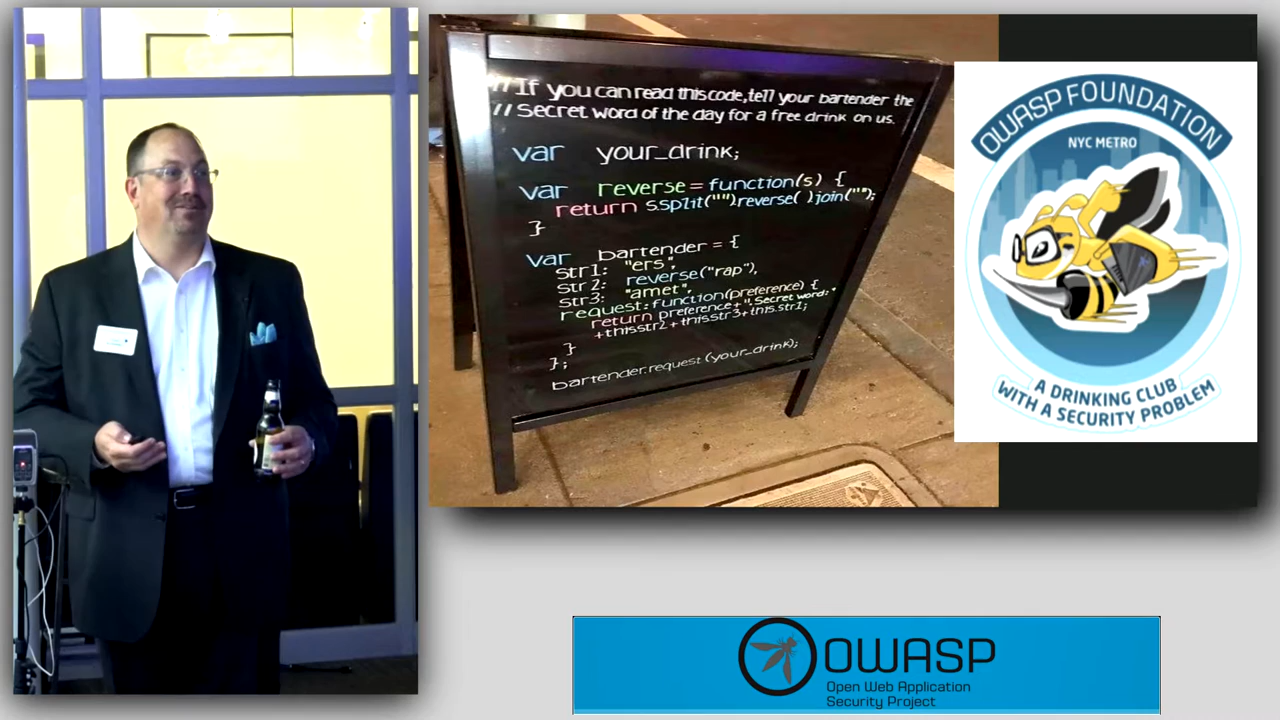 // If you can read this code, tell your bartender the
// Secret word of the day for a free drink on us.
var your_drink;
var reverse = function(s) {
return s.split("").reverse( ).join("");
}
var bartender = {
str1: "ers",
str2: reverse("rap"),
str3: "amet",
request: function(preference) {
return preference + ". Secret word: "
+ this.str2 + this.str3 + this.str1;
}
};
bartender.request (your_drink);
OWASP FOUNDATION
NYC METRO
A DRINKING CLUB
WITH A SECURITY PROBLEM
OWASP
Open Web Application
Security Project